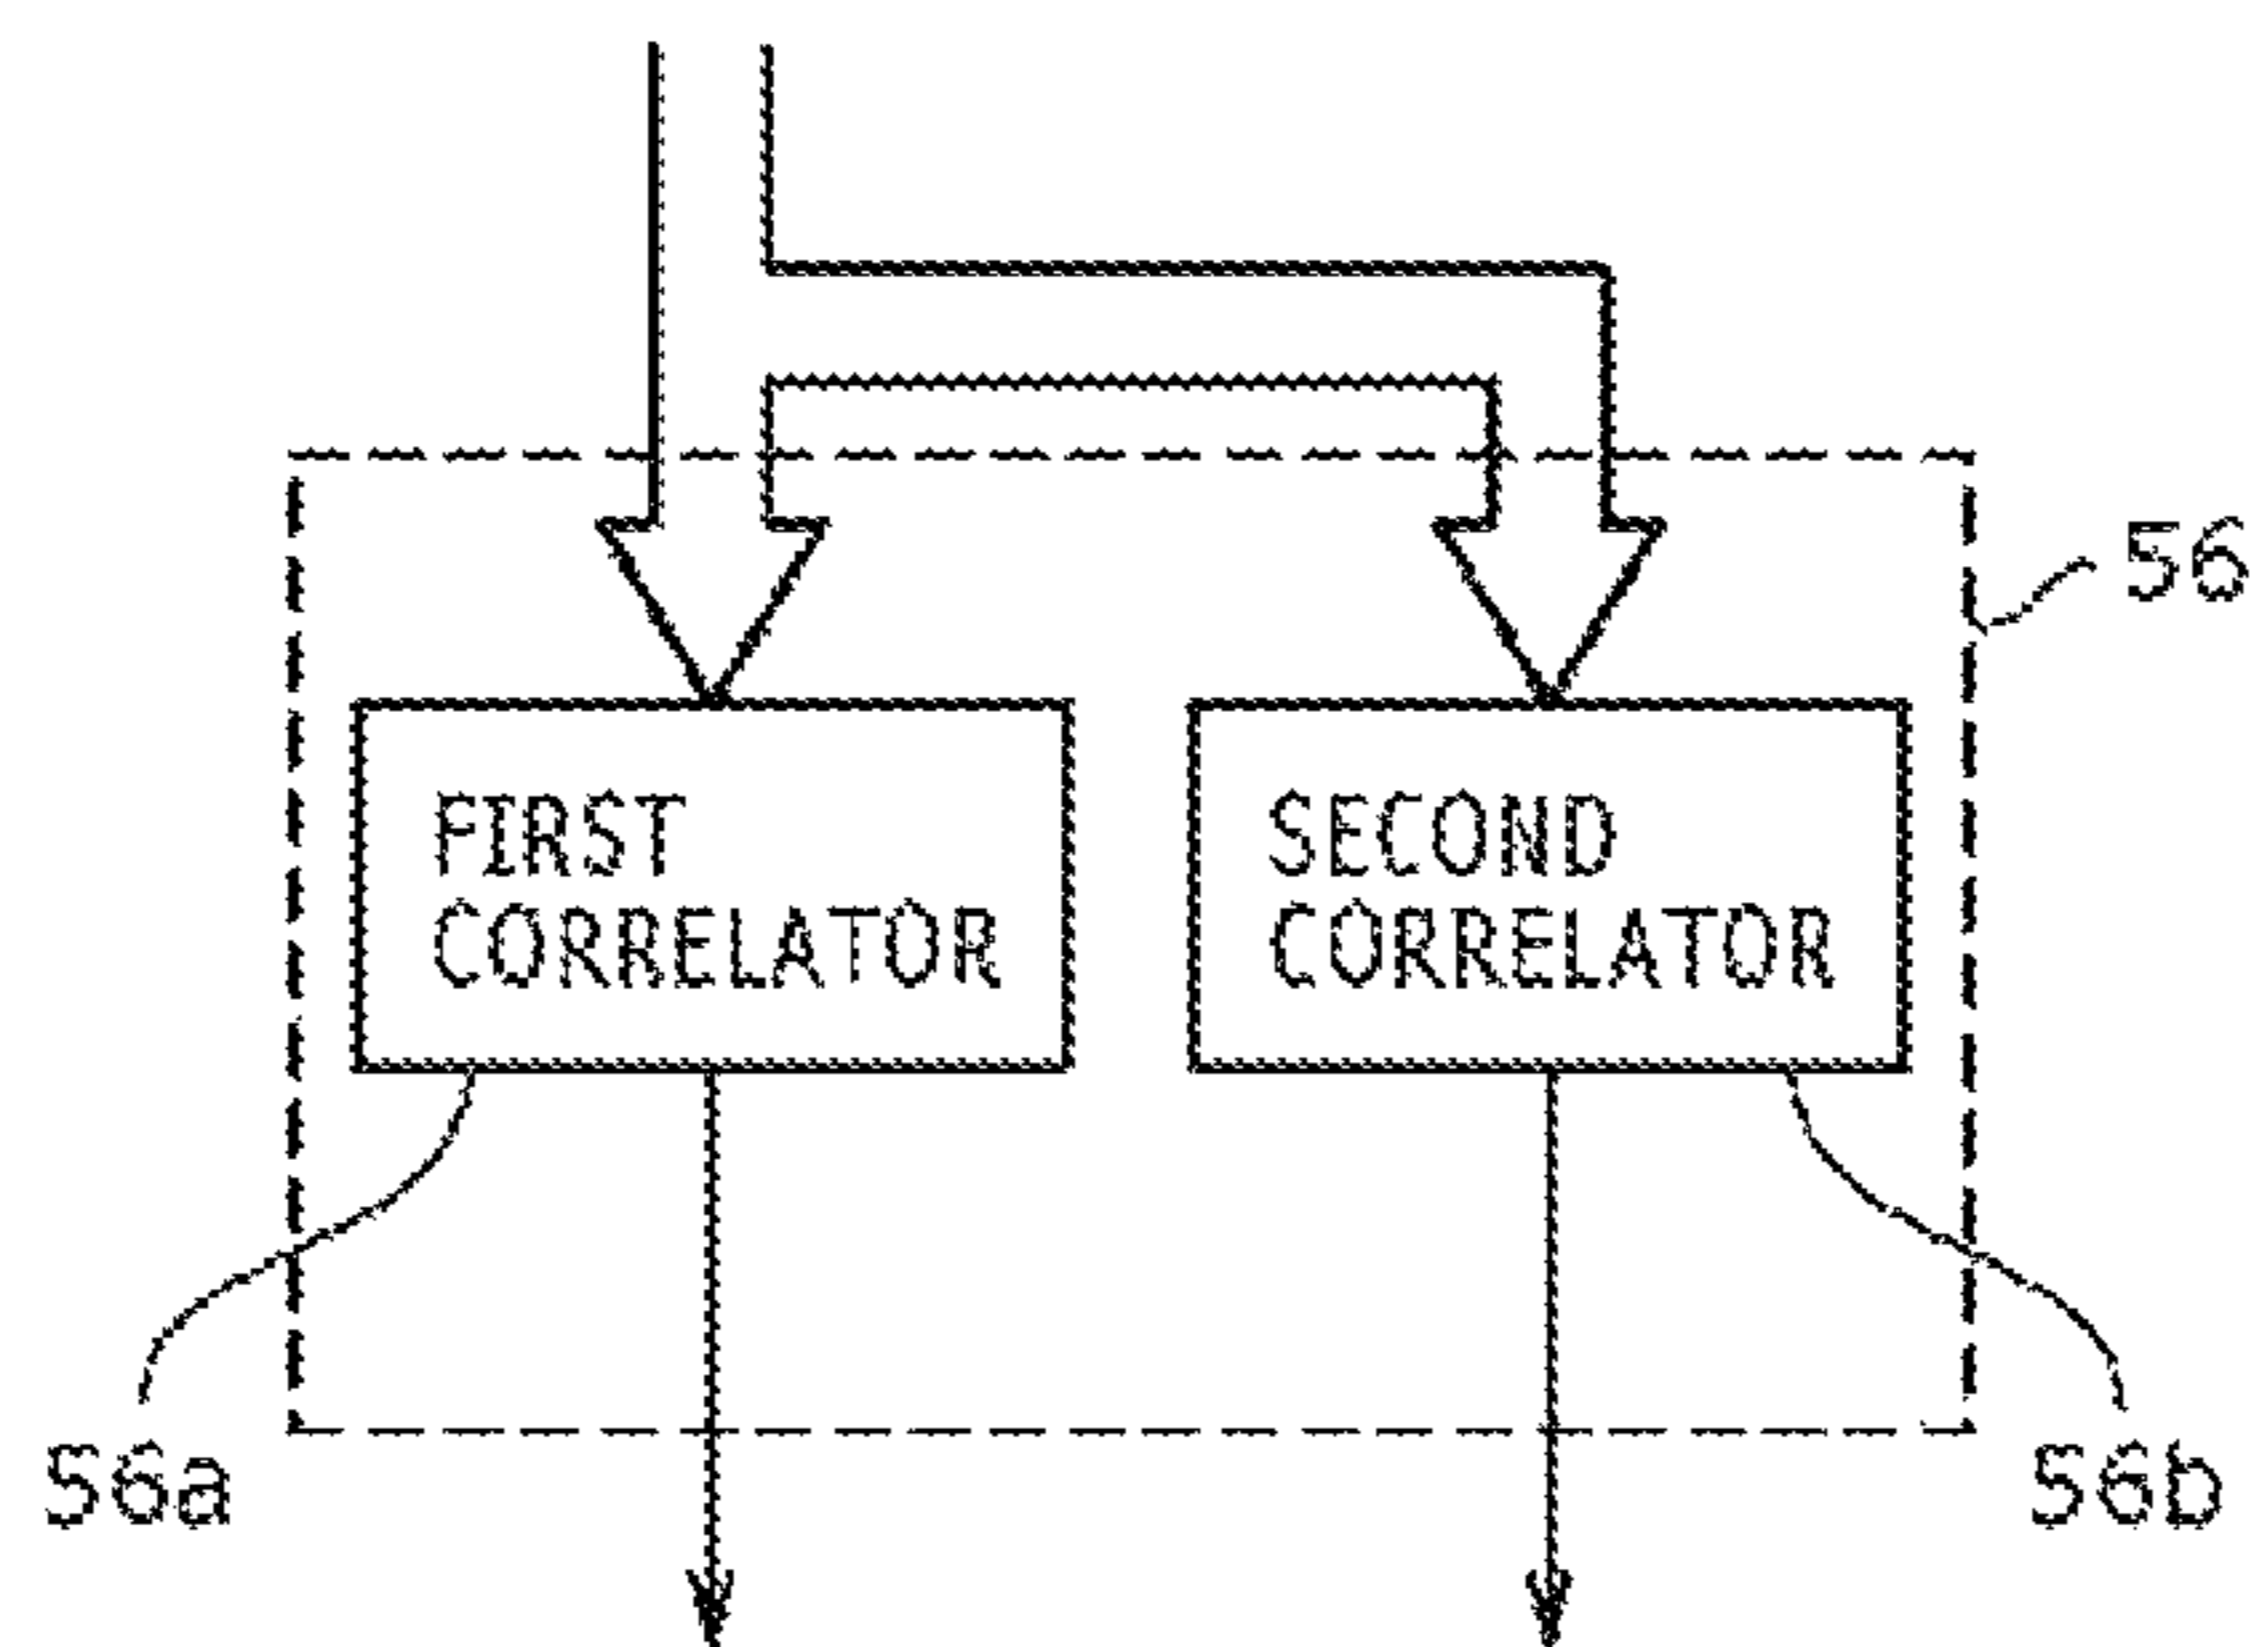 56
FIRST
CORRELATOR
SECOND
CORRELATOR
56a
56b